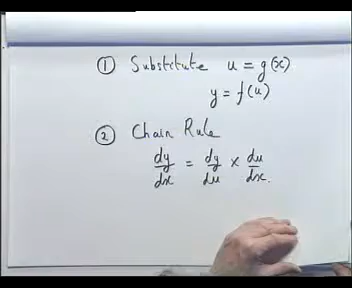 ① Substitute u = g(x)
y = f(u)
② Chain Rule
dy/dx = dy/du × du/dx.